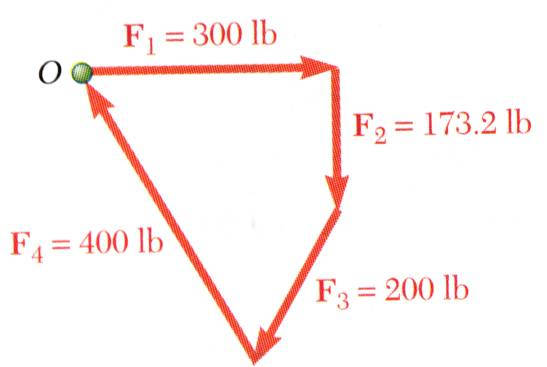 F₁ = 300 lb
O
F₂ = 173.2 lb
F₄ = 400 lb
F₃ = 200 lb